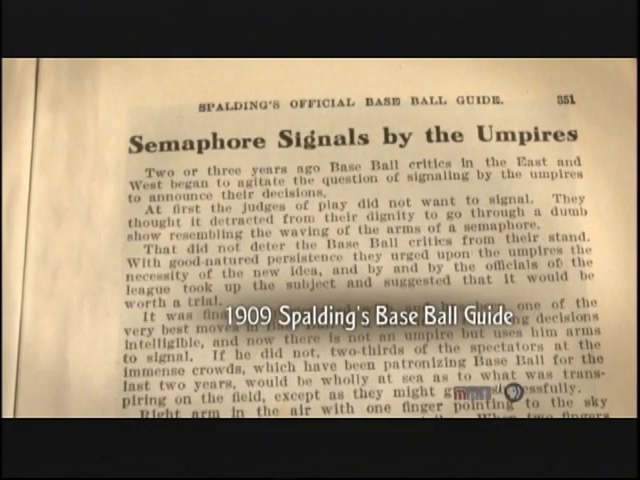 SPALDING'S OFFICIAL BASE BALL GUIDE. 351
Semaphore Signals by the Umpires
Two or three years ago Base Ball critics in the East and
West began to agitate the question of signaling by the umpires
to announce their decisions.
At first the judges of play did not want to signal. They
thought it detracted from their dignity to go through a dumb
show resembling the waving of the arms of a semaphore.
That did not deter the Base Ball critics from their stand.
With good-natured persistence they urged upon the umpires the
necessity of the new idea, and by and by the officials of the
league took up the subject and suggested that it would be
worth a trial.
It was one of the
1909 Spalding's Base Ball Guide
very best moves in decisions
intelligible, and now there is not an umpire but uses him arms
to signal. If he did not, two-thirds of the spectators at the
immense crowds, which have been patronizing Base Ball for the
last two years, would be wholly at sea as to what was trans-
piring on the field, except as they might
Right arm in the air with one finger pointing to the sky
mpt